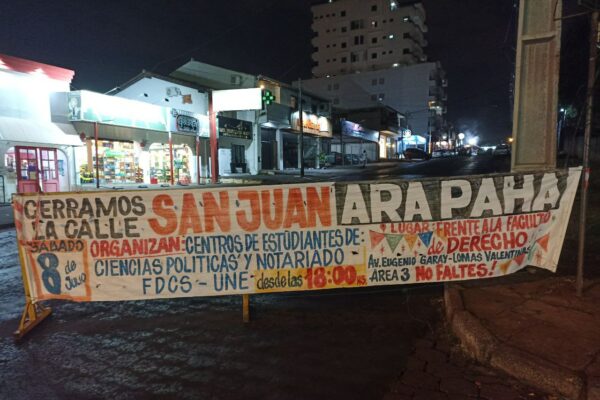 CERRAMOS
LA CALLE
SAN JUAN ARA PAHA!
SÁBADO
8 de
Julio
ORGANIZAN: CENTROS DE ESTUDIANTES DE:
CIENCIAS POLITICAS Y NOTARIADO
FDCS - UNE desde las 18:00 HS
LUGAR FRENTE A LA FACULTAD
de DERECHO
AV. EUGENIO GARAY - LOMAS VALENTINAS
AREA 3 NO FALTES!